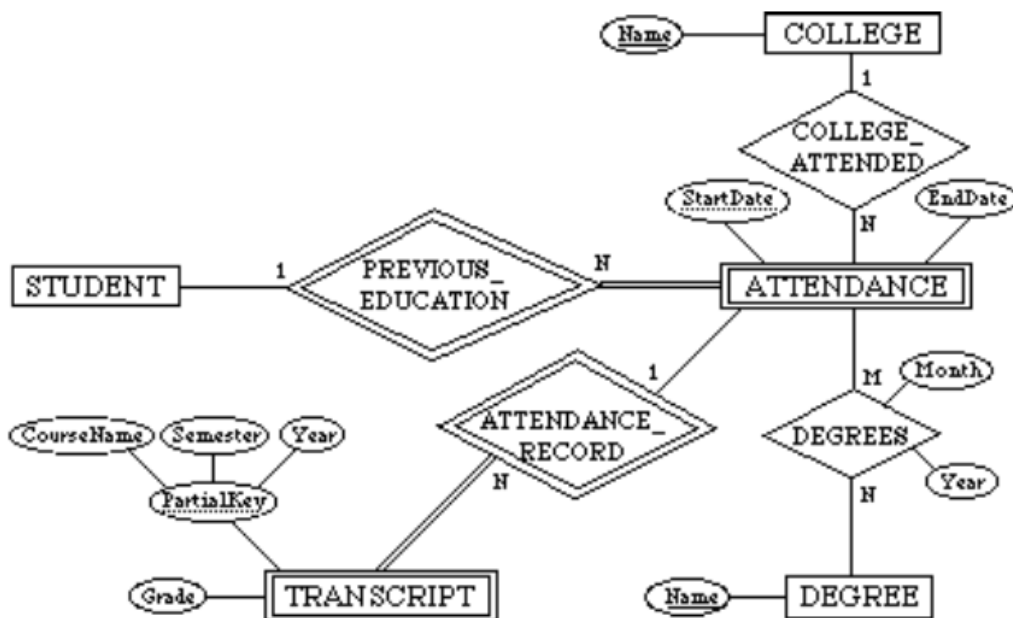 Name
COLLEGE
1
COLLEGE_
ATTENDED
StartDate
EndDate
N
STUDENT
1
PREVIOUS_
EDUCATION
N
ATTENDANCE
1
M
Month
CourseName
Semester
Year
ATTENDANCE_
RECORD
DEGREES
N
PartialKey
N
Year
Grade
TRANSCRIPT
Name
DEGREE